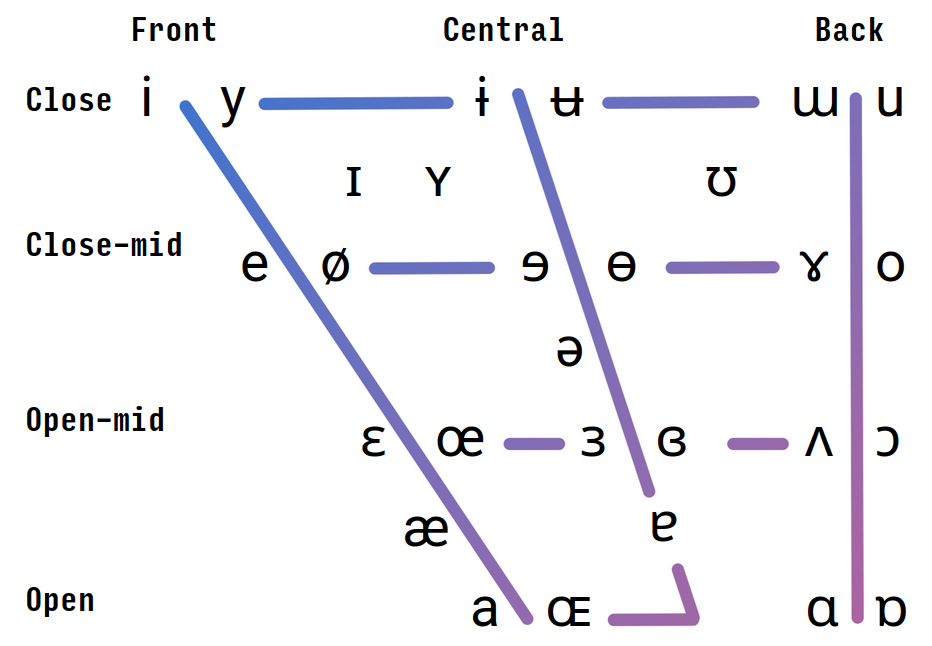 Front Central Back
Close i y ɨ ʉ ɯ u
ɪ ʏ ʊ
Close-mid e ø ɘ ɵ ɤ o
ə
Open-mid ɛ œ ɜ ɞ ʌ ɔ
æ ɐ
Open a ɶ ɑ ɒ